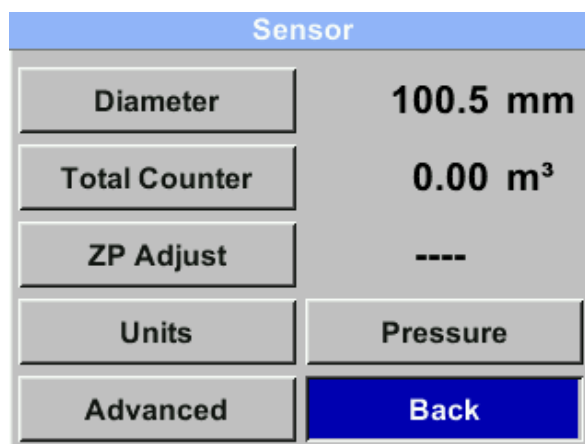 Sensor
Diameter 100.5 mm
Total Counter 0.00 m³
ZP Adjust ----
Units Pressure
Advanced Back